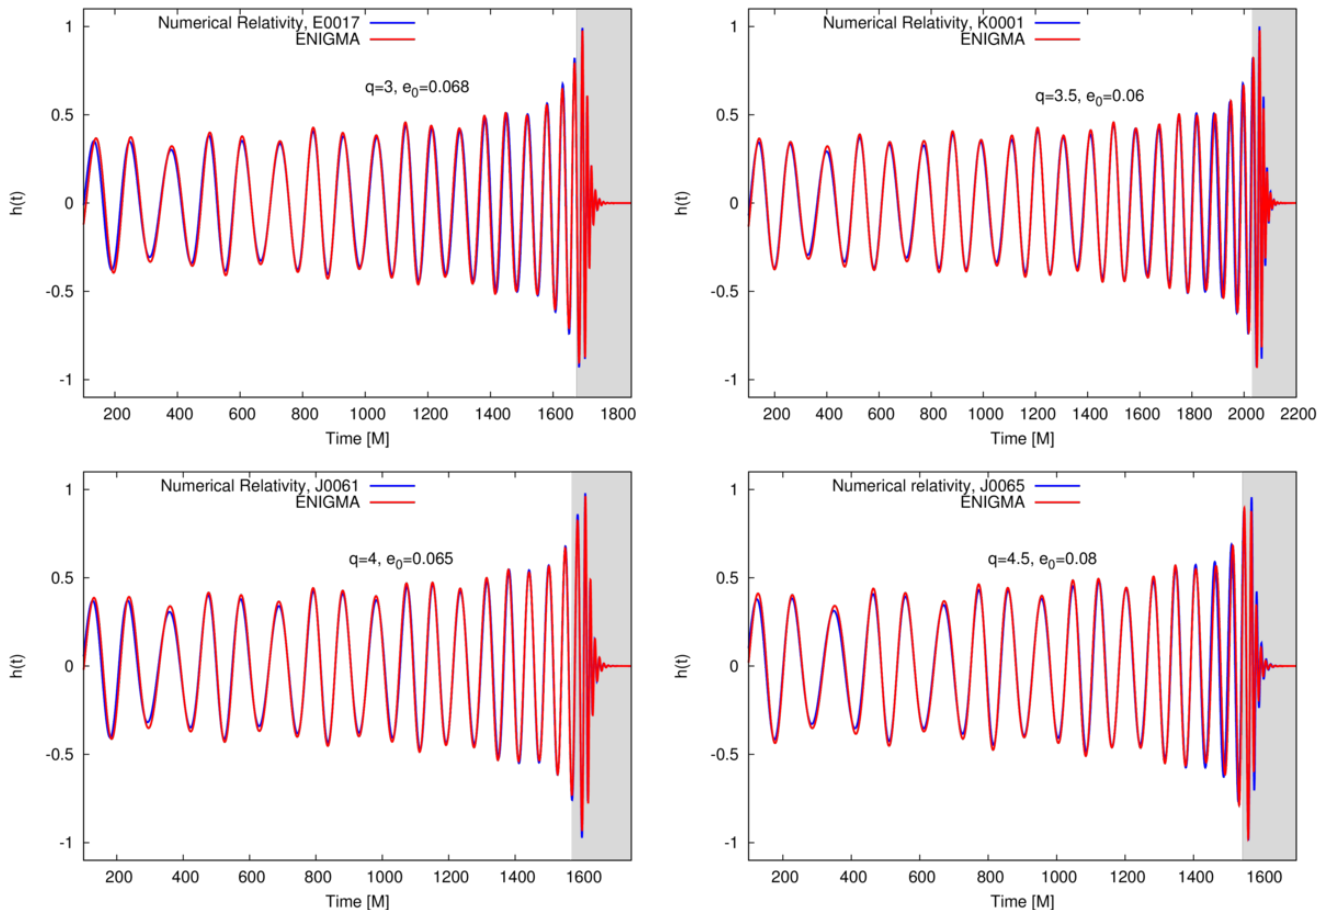 Numerical Relativity, E0017
ENIGMA
q=3, e0=0.068
h(t)
1
0.5
0
-0.5
-1
200 400 600 800 1000 1200 1400 1600 1800
Time [M]
Numerical Relativity, K0001
ENIGMA
q=3.5, e0=0.06
h(t)
1
0.5
0
-0.5
-1
200 400 600 800 1000 1200 1400 1600 1800 2000 2200
Time [M]
Numerical Relativity, J0061
ENIGMA
q=4, e0=0.065
h(t)
1
0.5
0
-0.5
-1
200 400 600 800 1000 1200 1400 1600
Time [M]
Numerical relativity, J0065
ENIGMA
q=4.5, e0=0.08
h(t)
1
0.5
0
-0.5
-1
200 400 600 800 1000 1200 1400 1600
Time [M]